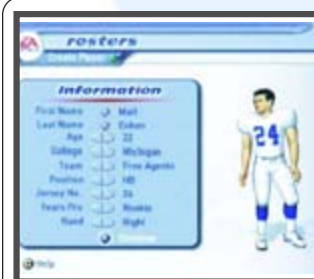 EA
rosters
Create Player
Information
First Name Matt
Last Name
Age 22
College Michigan
Team Free Agents
Position HB
Jersey No. 24
Years Pro Rookie
Hand Right
24
Help